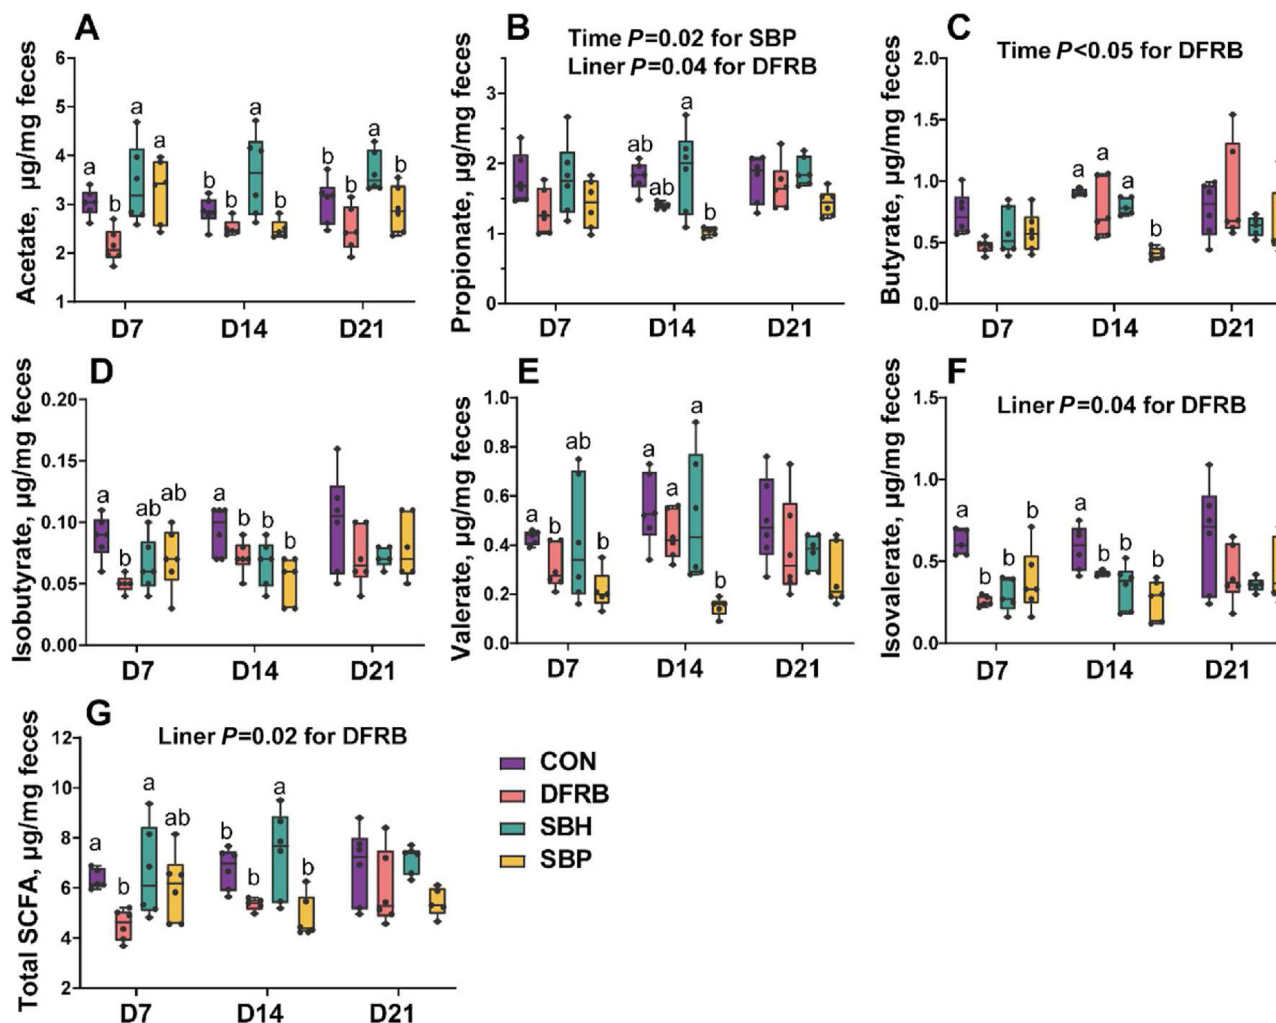 A
B
C
Time P=0.02 for SBP
Liner P=0.04 for DFRB
Time P<0.05 for DFRB
Acetate, µg/mg feces
6
5
4
3
2
1
a
b
a
a
b
b
a
b
b
b
a
b
D7
D14
D21
Propionate, µg/mg feces
3
2
1
0
ab
ab
a
b
D7
D14
D21
Butyrate, µg/mg feces
2.0
1.5
1.0
0.5
0.0
a
a
a
b
D7
D14
D21
D
E
F
Liner P=0.04 for DFRB
Isobutyrate, µg/mg feces
0.20
0.15
0.10
0.05
0.00
a
b
ab
ab
a
b
b
b
D7
D14
D21
Valerate, µg/mg feces
1.0
0.8
0.6
0.4
0.2
0.0
a
b
ab
b
a
a
a
b
D7
D14
D21
Isovalerate, µg/mg feces
1.5
1.0
0.5
0.0
a
b
b
b
a
b
b
b
D7
D14
D21
G
Liner P=0.02 for DFRB
Total SCFA, µg/mg feces
12
10
8
6
4
2
a
b
a
ab
b
b
a
b
D7
D14
D21
CON
DFRB
SBH
SBP